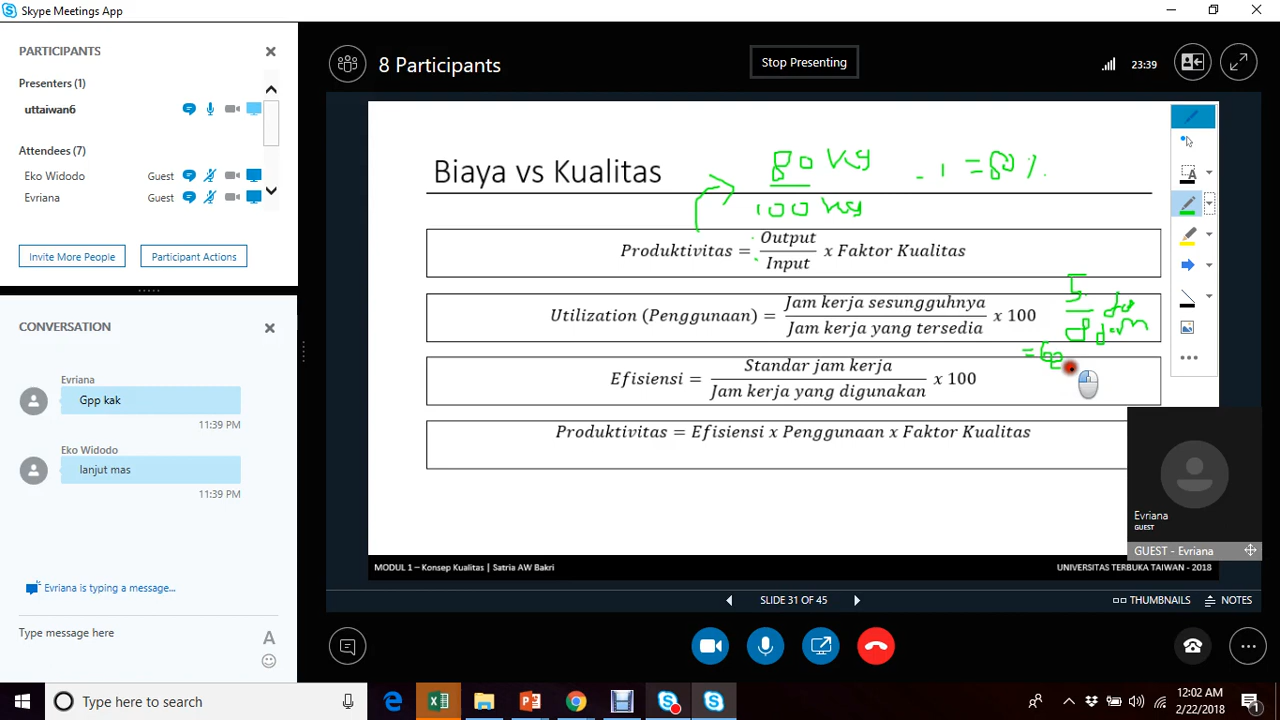 Skype Meetings App
PARTICIPANTS
Presenters (1)
uttaiwan6
Attendees (7)
Eko Widodo Guest
Evriana Guest
Invite More People Participant Actions
CONVERSATION
Evriana
Gpp kak
11:39 PM
Eko Widodo
lanjut mas
11:39 PM
Evriana is typing a message...
Type message here
A
8 Participants
Stop Presenting
23:39
Biaya vs Kualitas
80 kg
100 kg
. 1 = 80 %
Produktivitas = Output / Input x Faktor Kualitas
Utilization (Penggunaan) = Jam kerja sesungguhnya / Jam kerja yang tersedia x 100
5
8
Efisiensi = Standar jam kerja / Jam kerja yang digunakan x 100
Produktivitas = Efisiensi x Penggunaan x Faktor Kualitas
MODUL 1 – Konsep Kualitas | Satria AW Bakri
UNIVERSITAS TERBUKA TAIWAN - 2018
Evriana
GUEST
GUEST - Evriana
SLIDE 31 OF 45
THUMBNAILS
NOTES
Type here to search
12:02 AM
2/22/2018
1